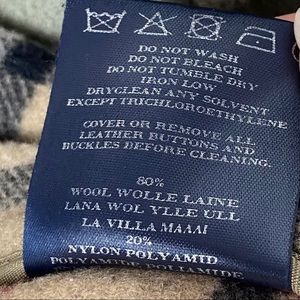 DO NOT WASH
DO NOT BLEACH
DO NOT TUMBLE DRY
IRON LOW
DRYCLEAN ANY SOLVENT
EXCEPT TRICHLOROETHYLENE
COVER OR REMOVE ALL
LEATHER BUTTONS AND
BUCKLES BEFORE CLEANING.
80%
WOOL WOLLE LAINE
LANA WOL YLLE ULL
LA VILLA MAAAI
20%
NYLON POLYAMID
POLYAMIDE POLIAMIDE